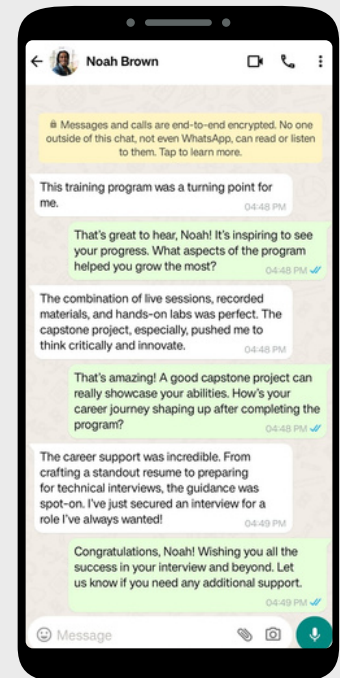 Noah Brown
Messages and calls are end-to-end encrypted. No one
outside of this chat, not even WhatsApp, can read or listen
to them. Tap to learn more.
This training program was a turning point for
me.
04:48 PM
That's great to hear, Noah! It's inspiring to see
your progress. What aspects of the program
helped you grow the most?
04:48 PM
The combination of live sessions, recorded
materials, and hands-on labs was perfect. The
capstone project, especially, pushed me to
think critically and innovate.
04:48 PM
That's amazing! A good capstone project can
really showcase your abilities. How's your
career journey shaping up after completing the
program?
04:48 PM
The career support was incredible. From
crafting a standout resume to preparing
for technical interviews, the guidance was
spot-on. I've just secured an interview for a
role I've always wanted!
04:49 PM
Congratulations, Noah! Wishing you all the
success in your interview and beyond. Let
us know if you need any additional support.
04:49 PM
Message